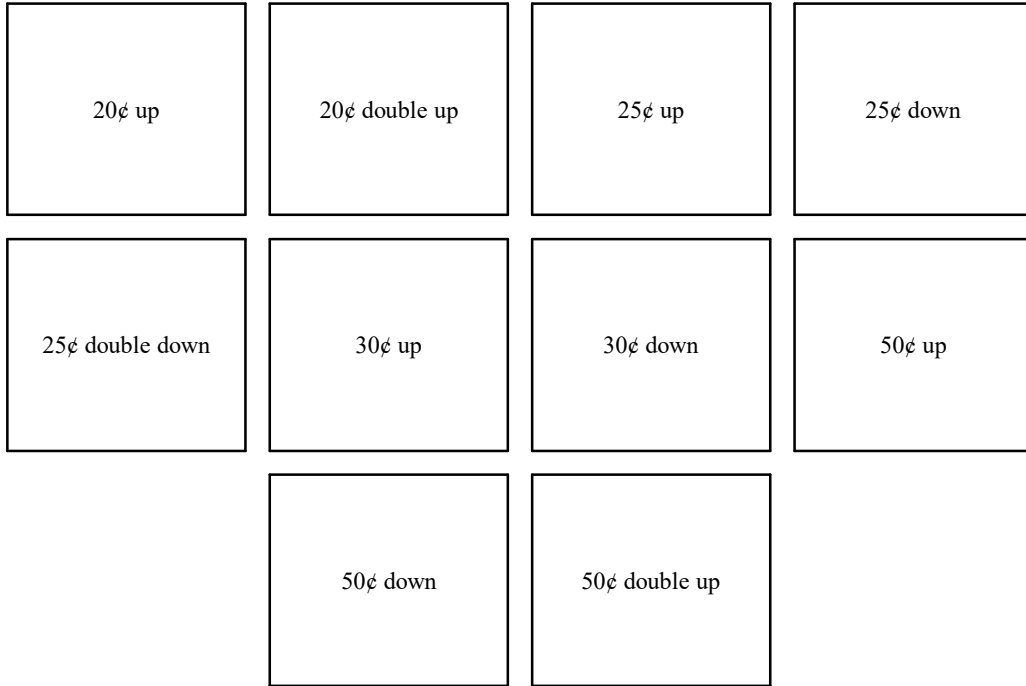 20¢ up
20¢ double up
25¢ up
25¢ down
25¢ double down
30¢ up
30¢ down
50¢ up
50¢ down
50¢ double up